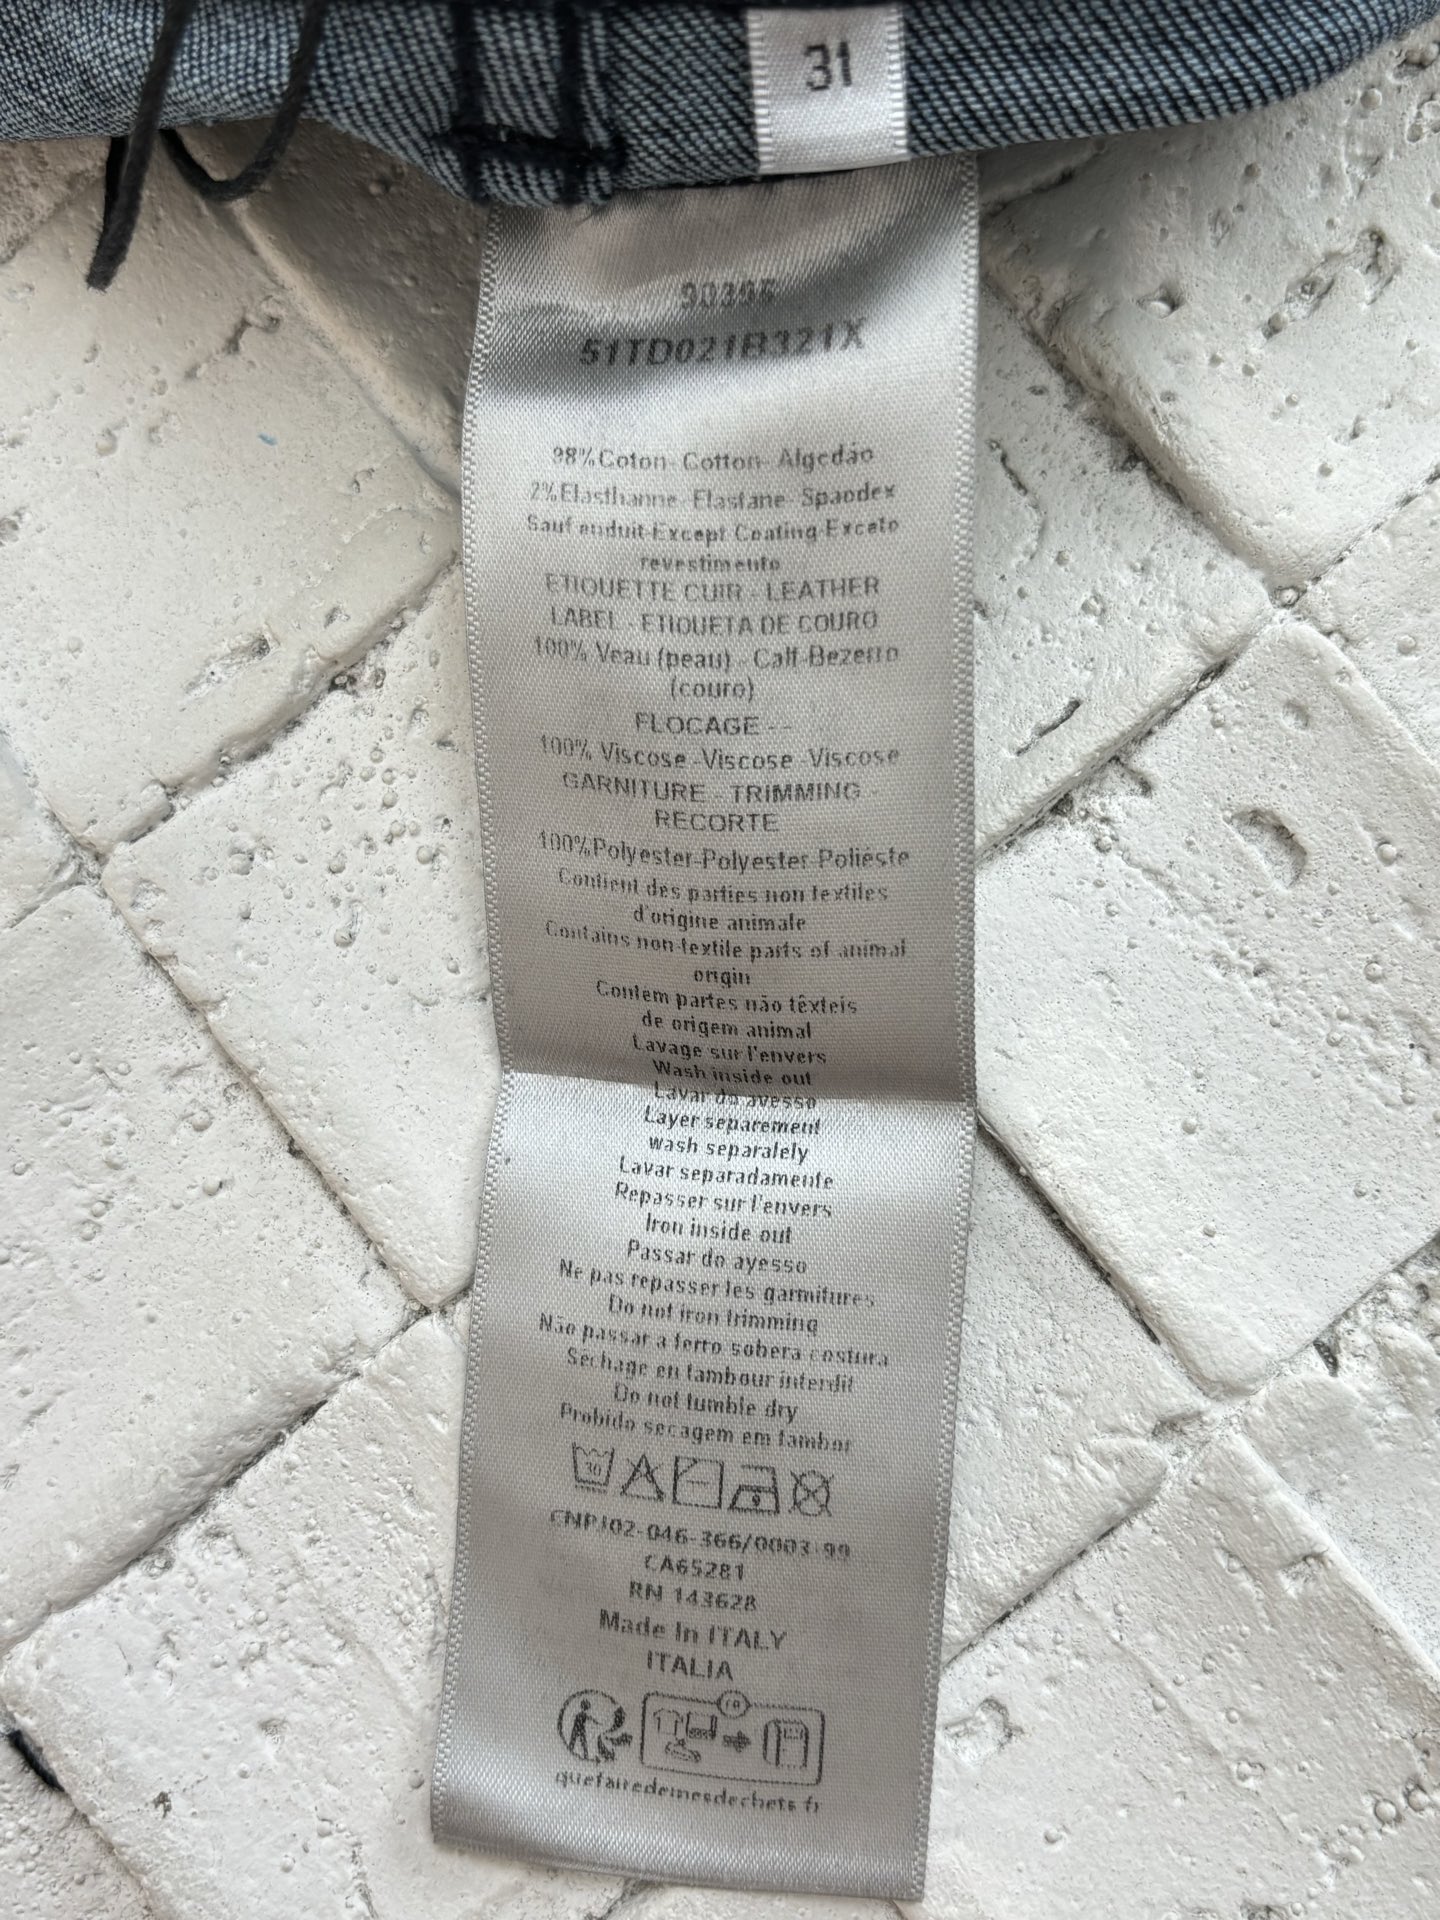 31
90396
51TD021B321X
98%Coton- Cotton- Algedão
2%Elasthanne-Elastane-Spandex
Sauf enduit-Except Coating-Exceto
revestimento
ETIQUETTE CUIR - LEATHER
LABEL - ETIQUETA DE COURO
100% Veau (peau) - Calf-Bezerro
(couro)
FLOCAGE - -
100% Viscose -Viscose -Viscose
GARNITURE - TRIMMING
RECORTE
100%Polyester-Polyester-Poliéste
Contient des parties non textiles
d'origine animale
Contains non-textile parts of animal
origin
Contem partes não têxteis
de origem animal
Lavage sur l'envers
Wash inside out
Lavar do avesso
Layer separement
wash separalely
Lavar separadamente
Repasser sur l'envers
Iron inside out
Passar do avesso
Ne pas repasser les garnitures
Do not iron trimming
Não passar a ferro sobera costura
Séchage en tambour interdit
Do not tumble dry
Probido secagem em tambor
30
CNPJ02-046-366/0003-99
CA65281
RN 143628
Made In ITALY
ITALIA
FR
quefairedemesdechets.fr